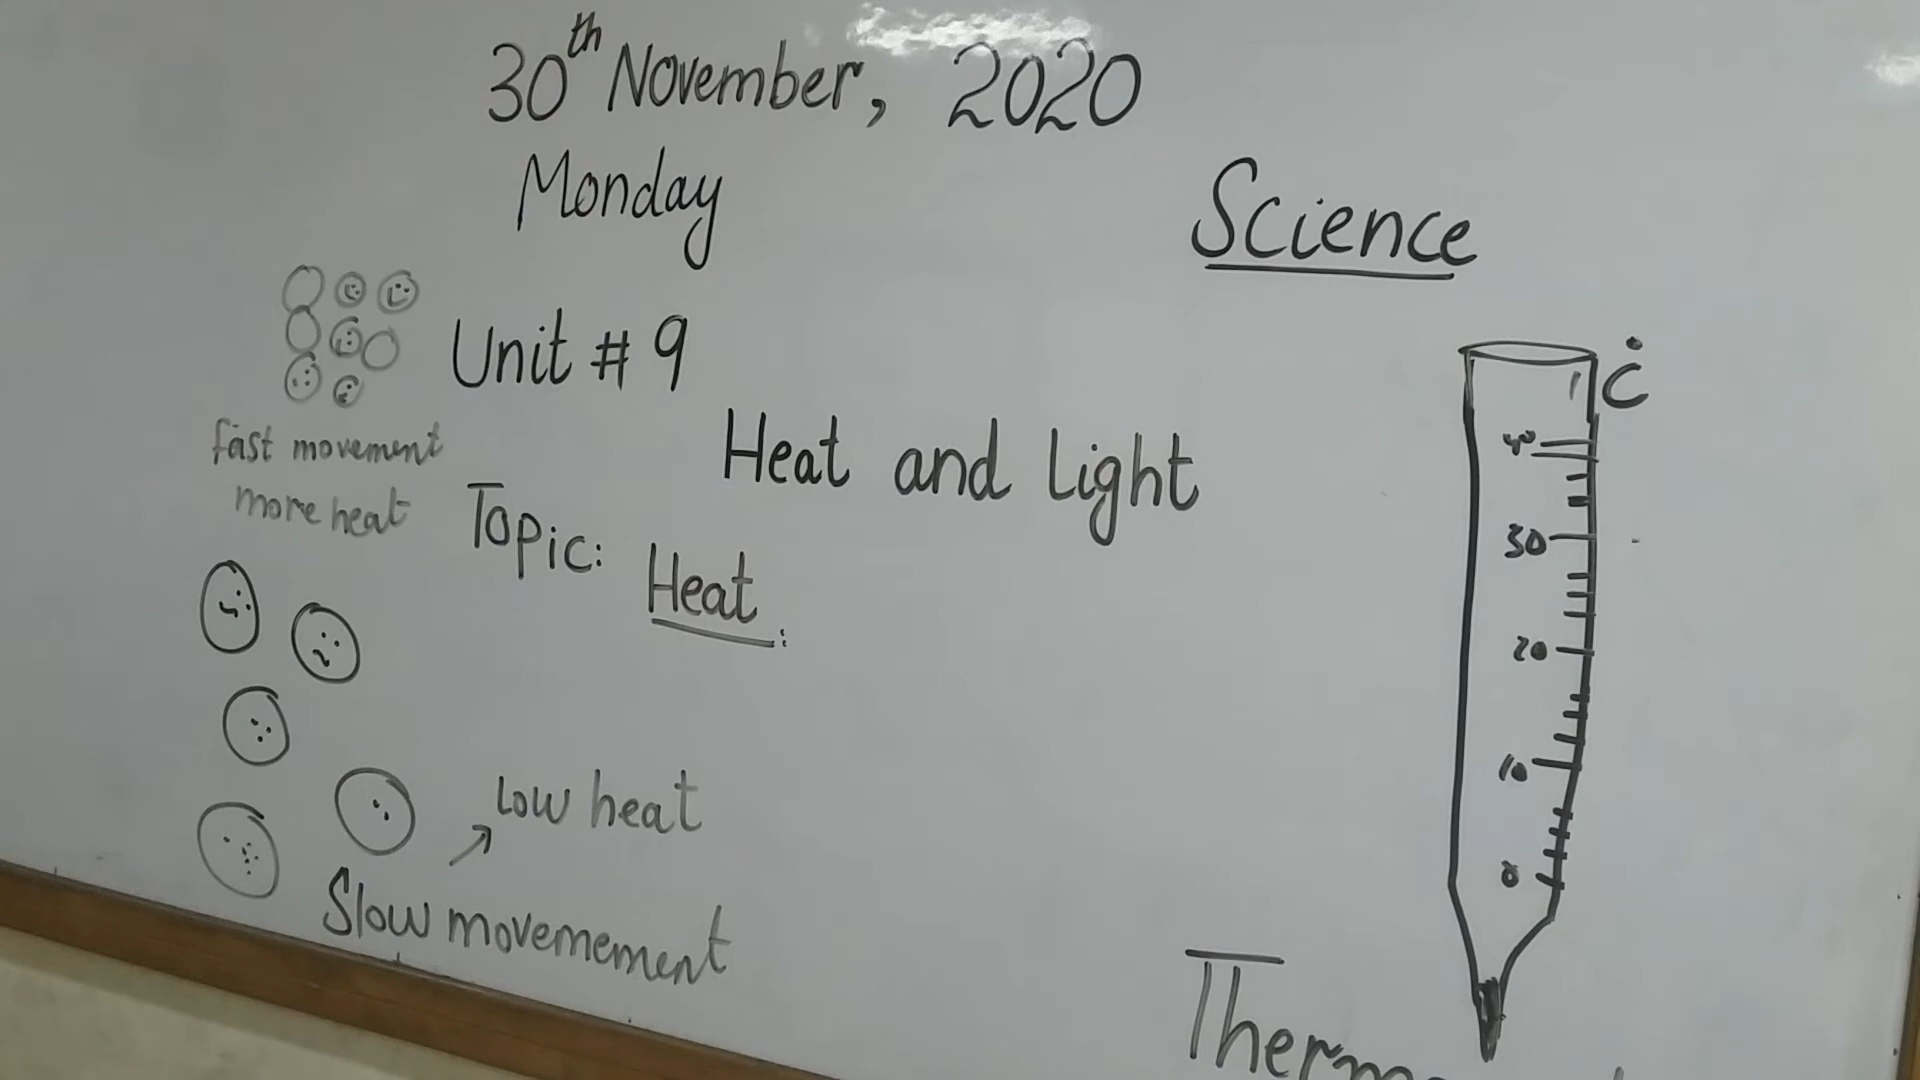 30th November, 2020
Monday
Science
Unit # 9
Heat and Light
fast movement
more heat
Topic: Heat:
Low heat
Slow movemement
°C
40
30
20
10
0